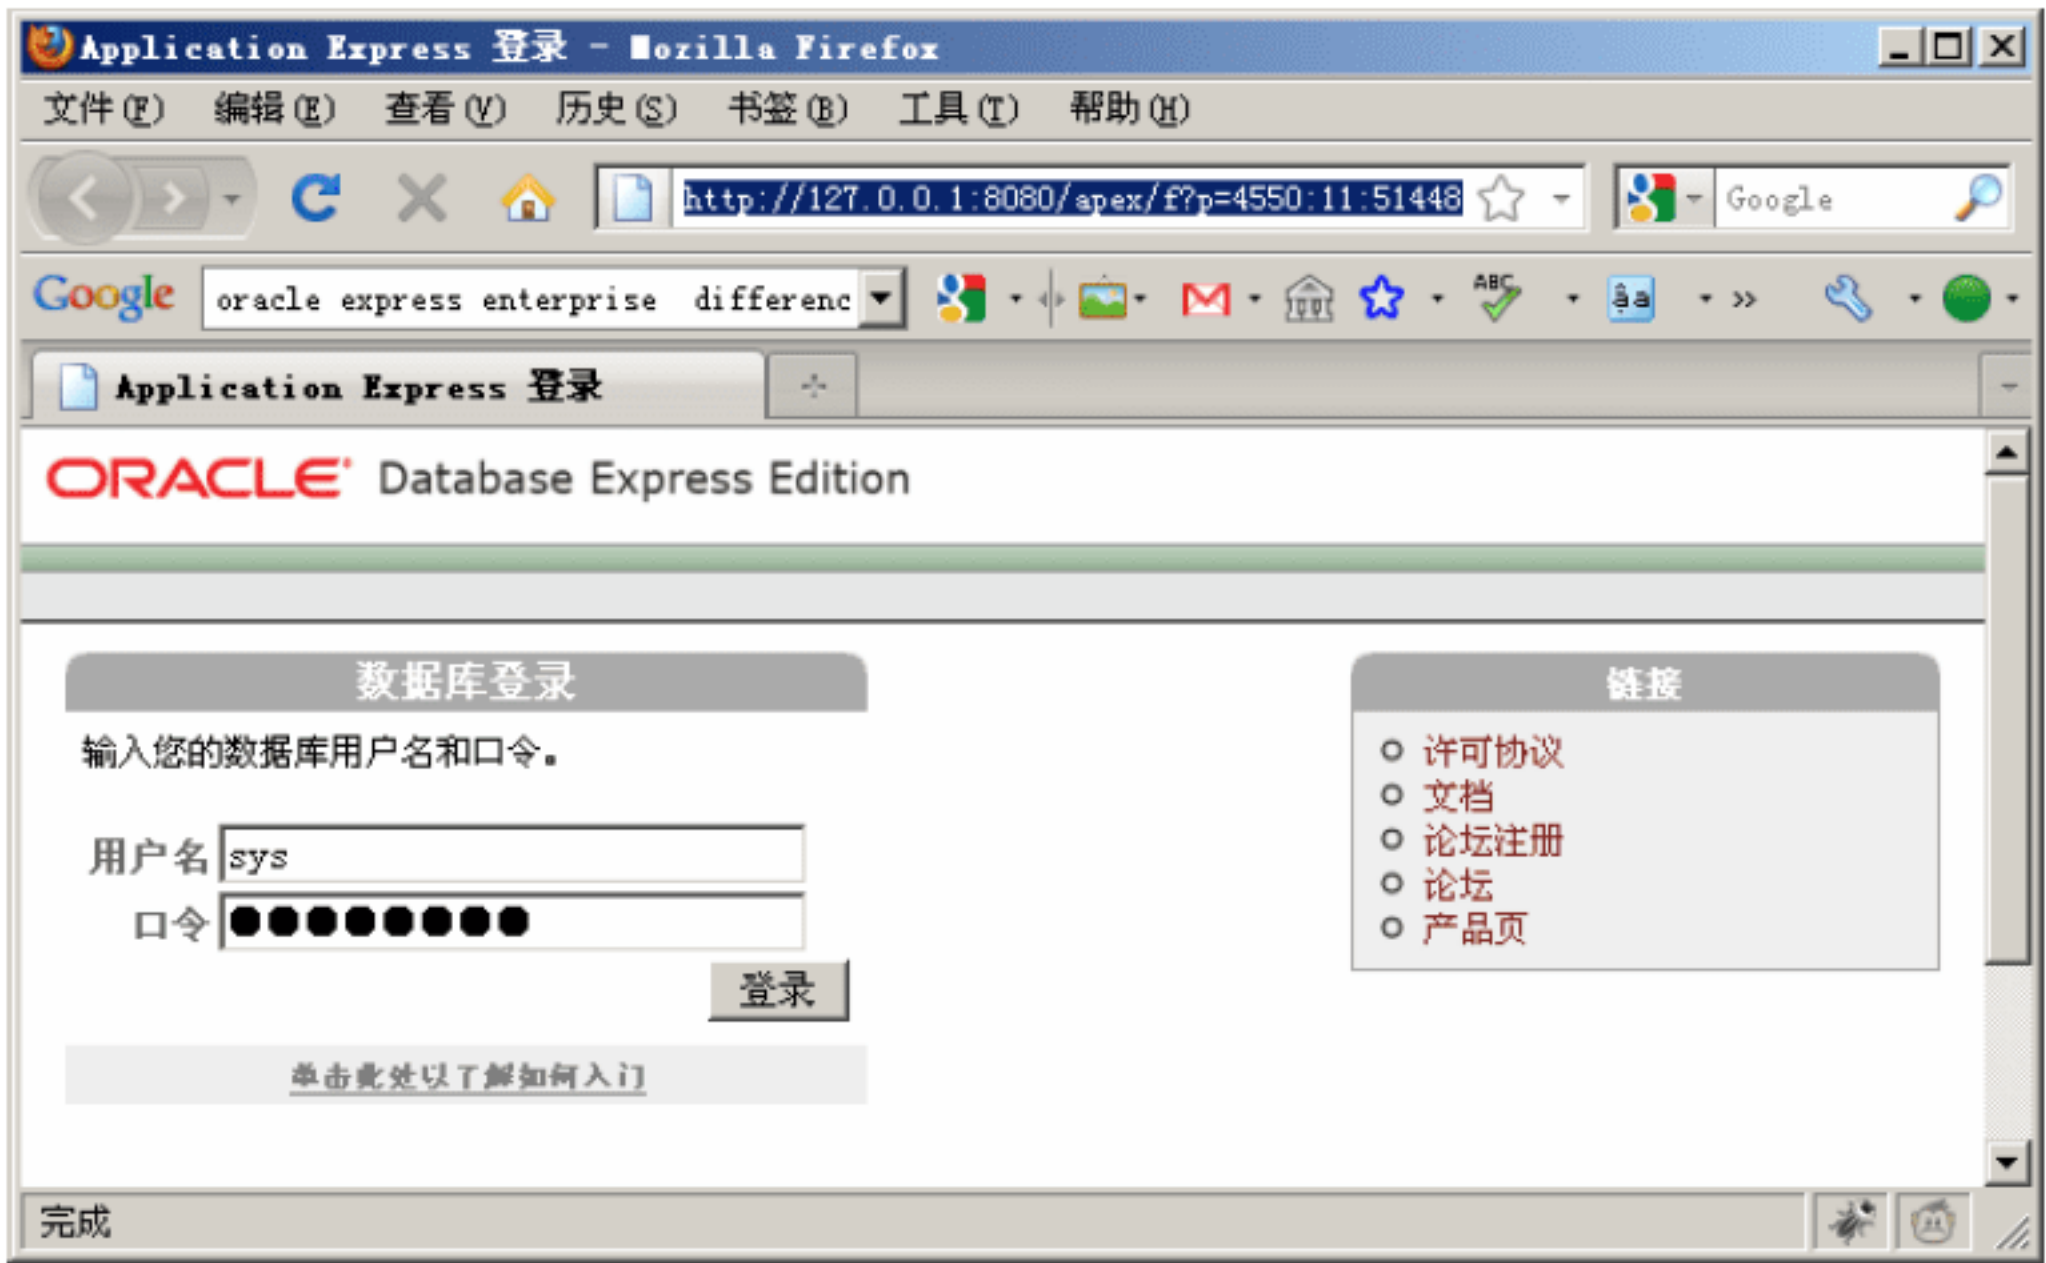 Application Express 登录 - Mozilla Firefox
文件(F) 编辑(E) 查看(V) 历史(S) 书签(B) 工具(T) 帮助(H)
http://127.0.0.1:8080/apex/f?p=4550:11:51448 Google
Google oracle express enterprise differenc ABC âa
Application Express 登录
ORACLE Database Express Edition
数据库登录
输入您的数据库用户名和口令。
用户名 sys
口令 ●●●●●●●●
登录
单击此处以了解如何入门
链接
许可协议
文档
论坛注册
论坛
产品页
完成